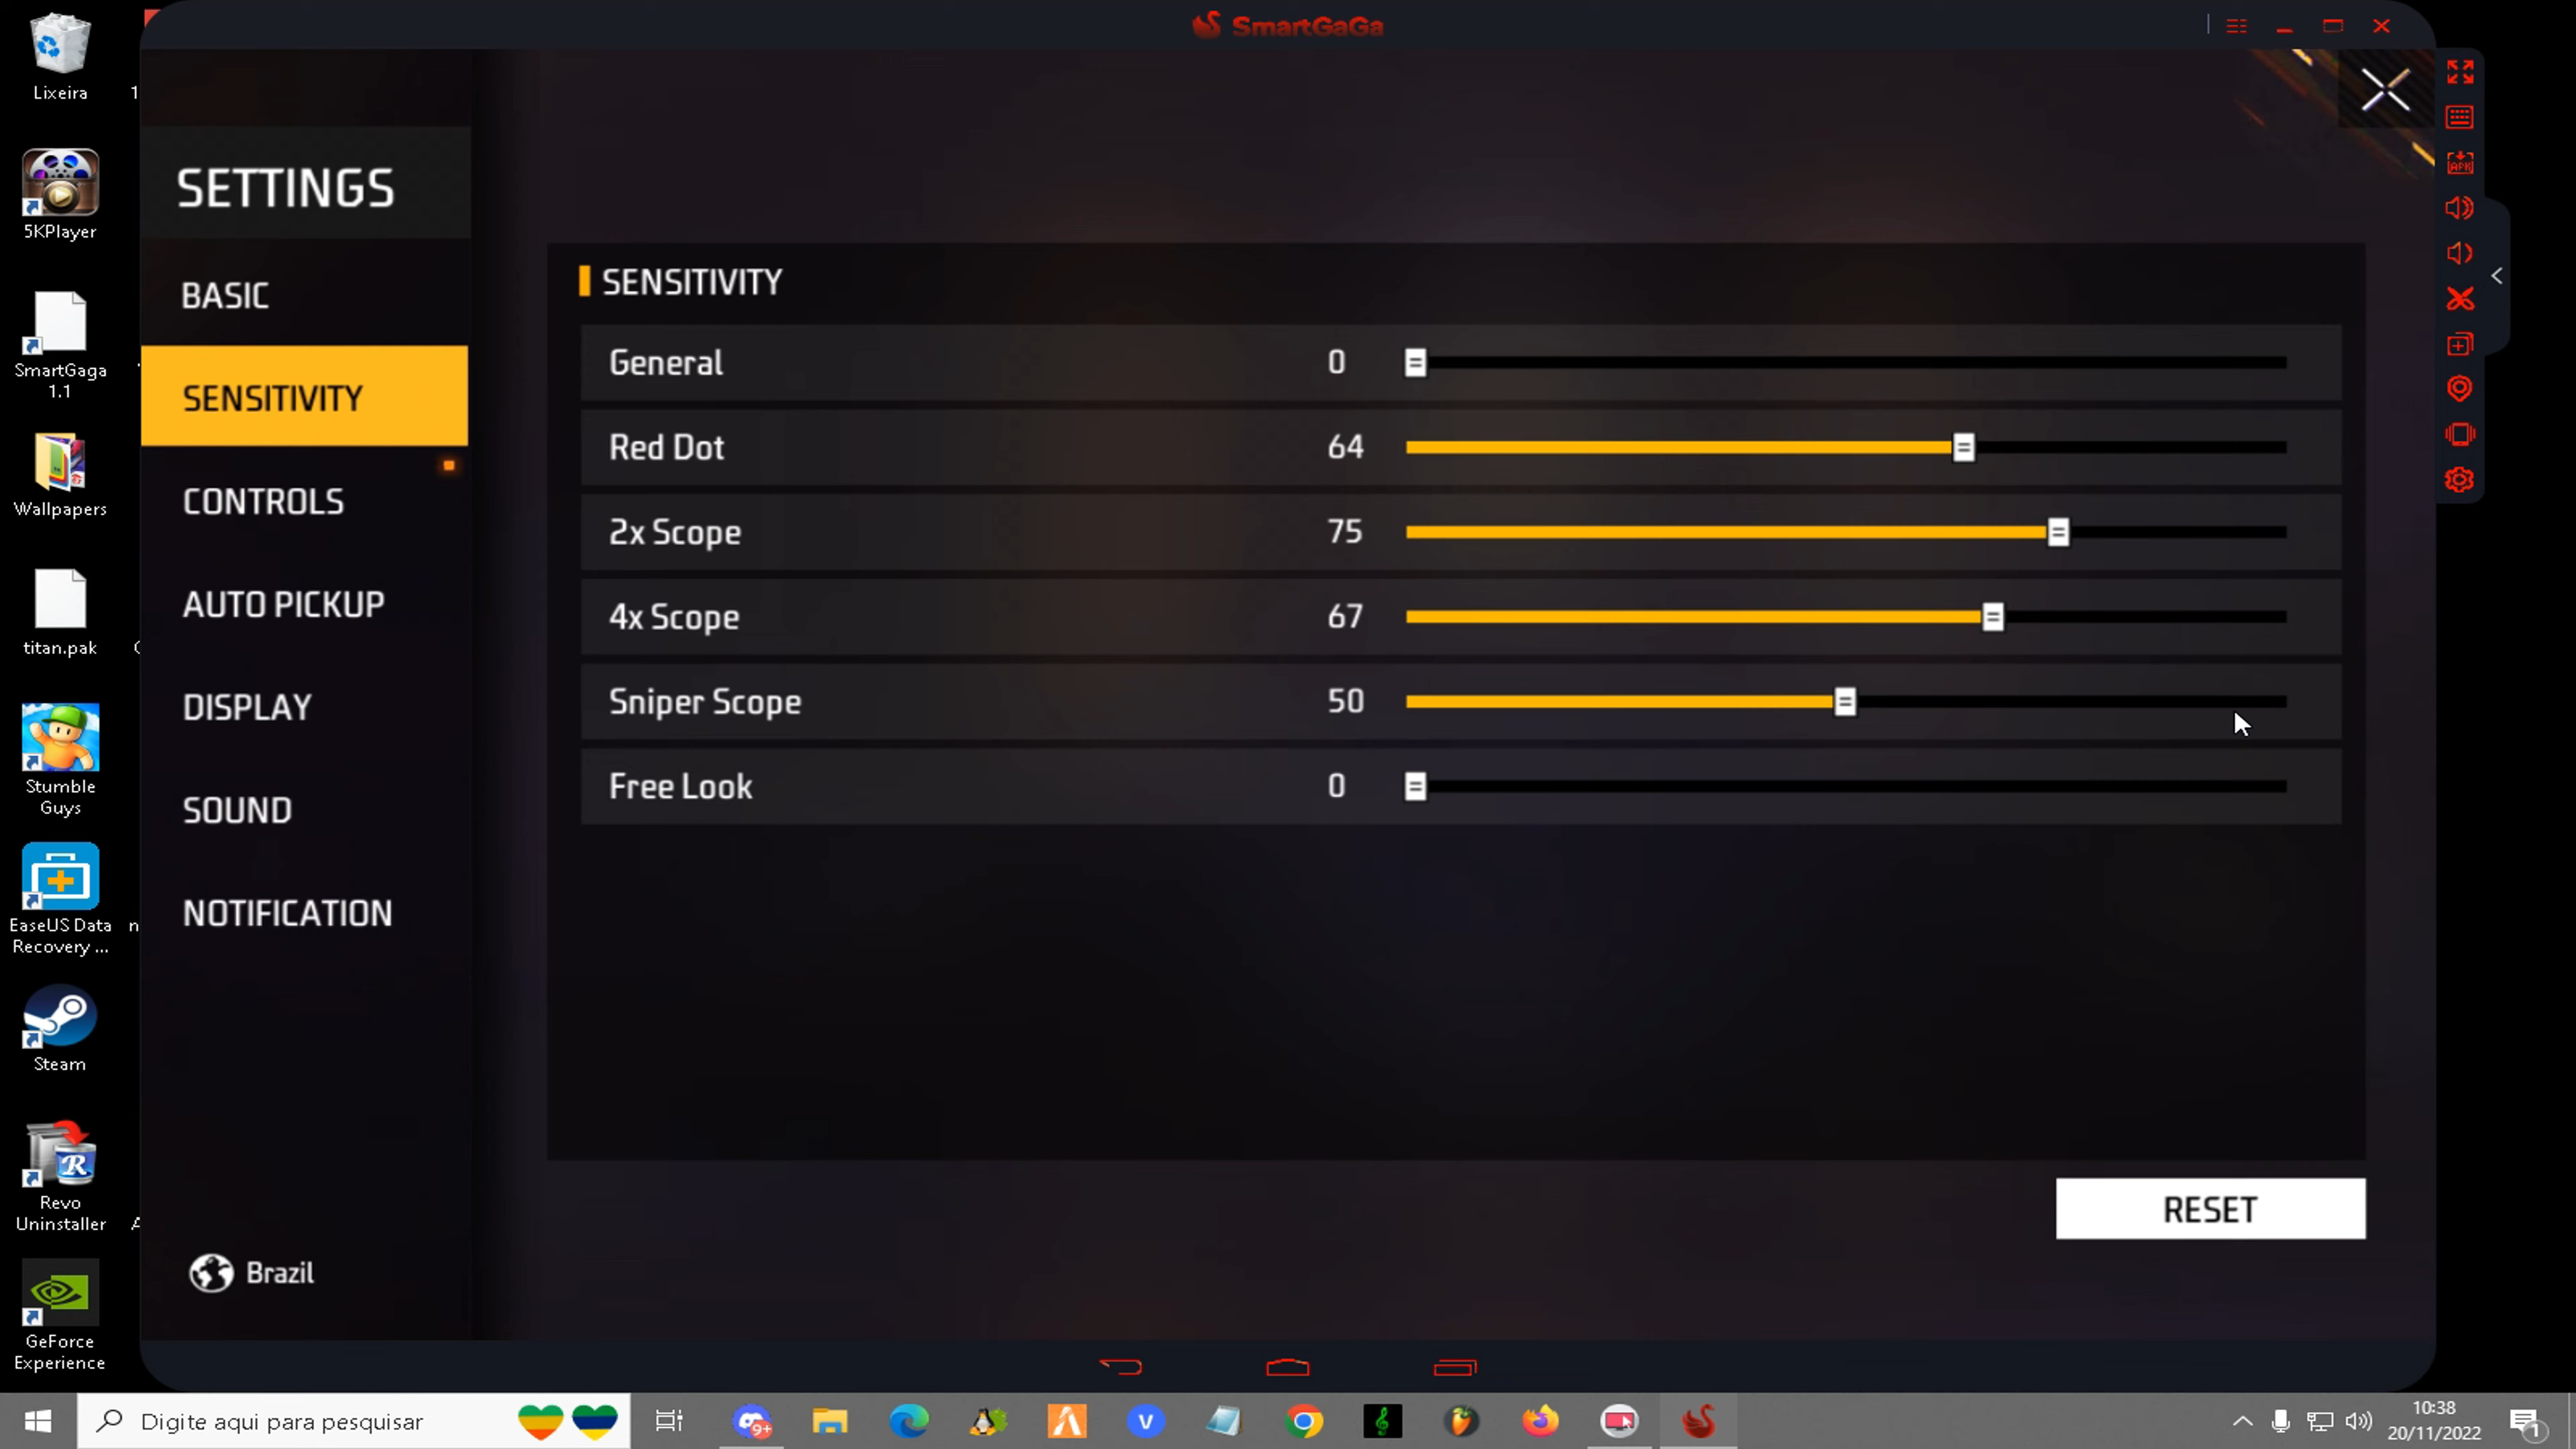 SmartGaGa
Lixeira
5KPlayer
SmartGaga
1.1
Wallpapers
titan.pak
Stumble
Guys
EaseUS Data
Recovery ...
Steam
Revo
Uninstaller
GeForce
Experience
SETTINGS
BASIC
SENSITIVITY
CONTROLS
AUTO PICKUP
DISPLAY
SOUND
NOTIFICATION
Brazil
SENSITIVITY
General 0
Red Dot 64
2x Scope 75
4x Scope 67
Sniper Scope 50
Free Look 0
RESET
APK
Digite aqui para pesquisar
9+
10:38
20/11/2022
1